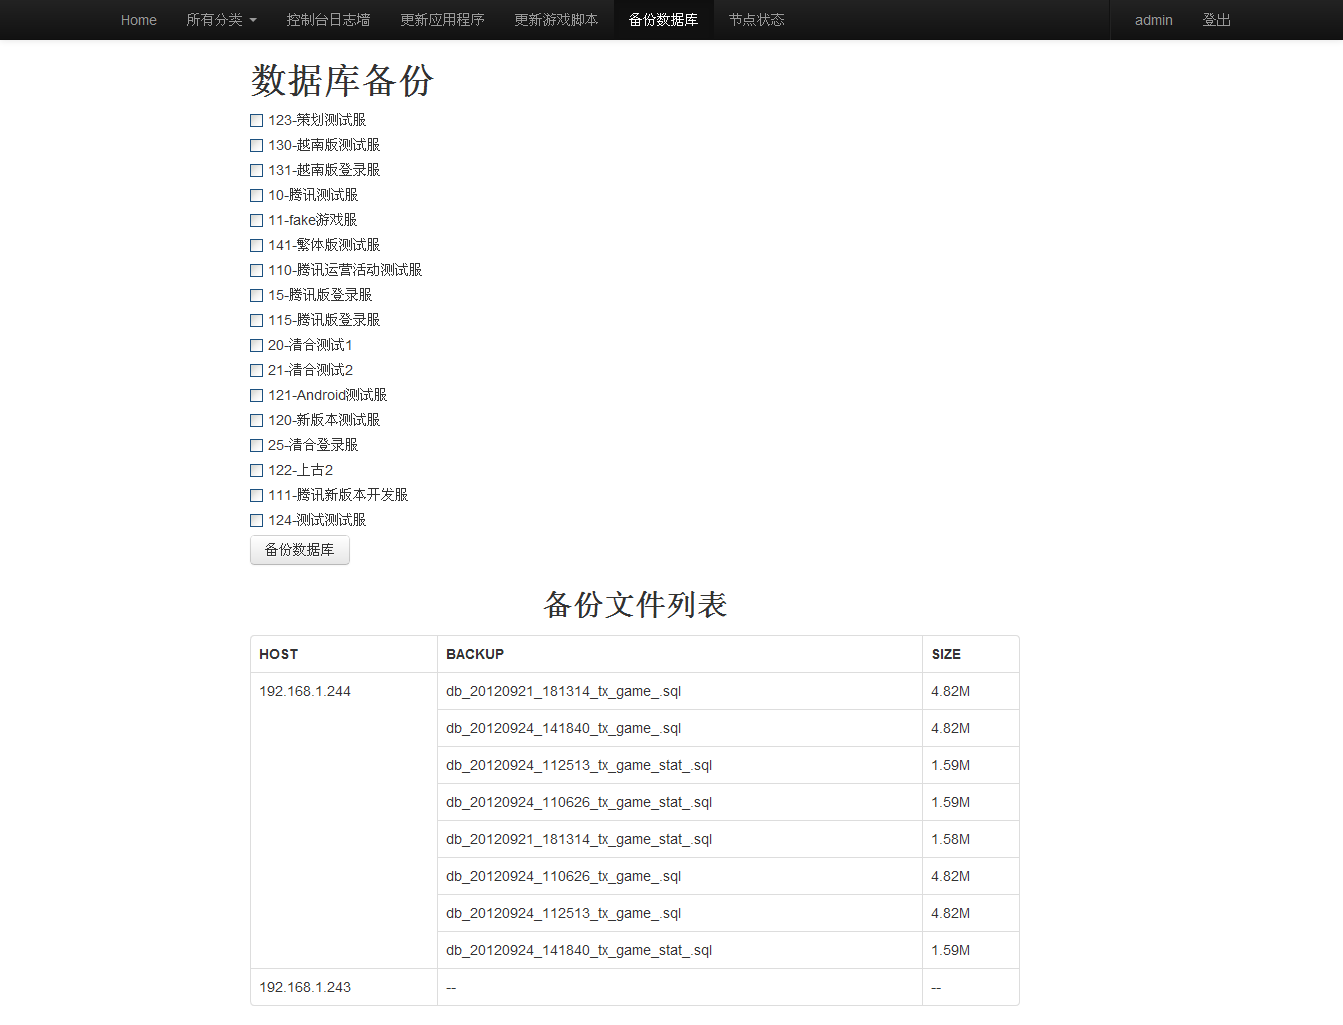 Home 所有分类 控制台日志墙 更新应用程序 更新游戏脚本 备份数据库 节点状态 admin 登出
数据库备份
123-策划测试服
130-越南版测试服
131-越南版登录服
10-腾讯测试服
11-fake游戏服
141-繁体版测试服
110-腾讯运营活动测试服
15-腾讯版登录服
115-腾讯版登录服
20-清合测试1
21-清合测试2
121-Android测试服
120-新版本测试服
25-清合登录服
122-上古2
111-腾讯新版本开发服
124-测试测试服
备份数据库
备份文件列表
HOST BACKUP SIZE
192.168.1.244 db_20120921_181314_tx_game_.sql 4.82M
db_20120924_141840_tx_game_.sql 4.82M
db_20120924_112513_tx_game_stat_.sql 1.59M
db_20120924_110626_tx_game_stat_.sql 1.59M
db_20120921_181314_tx_game_stat_.sql 1.58M
db_20120924_110626_tx_game_.sql 4.82M
db_20120924_112513_tx_game_.sql 4.82M
db_20120924_141840_tx_game_stat_.sql 1.59M
192.168.1.243 -- --